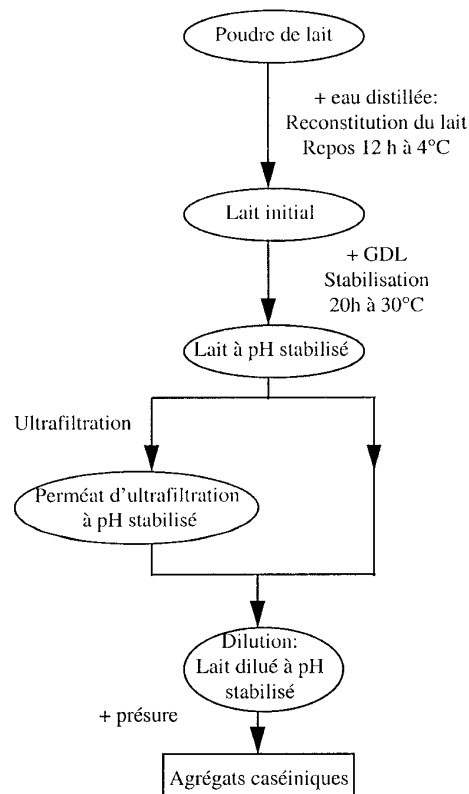 Poudre de lait
+ eau distillée:
Reconstitution du lait
Repos 12 h à 4°C
Lait initial
+ GDL
Stabilisation
20h à 30°C
Lait à pH stabilisé
Ultrafiltration
Perméat d'ultrafiltration
à pH stabilisé
Dilution:
Lait dilué à pH
stabilisé
+ présure
Agrégats caséiniques